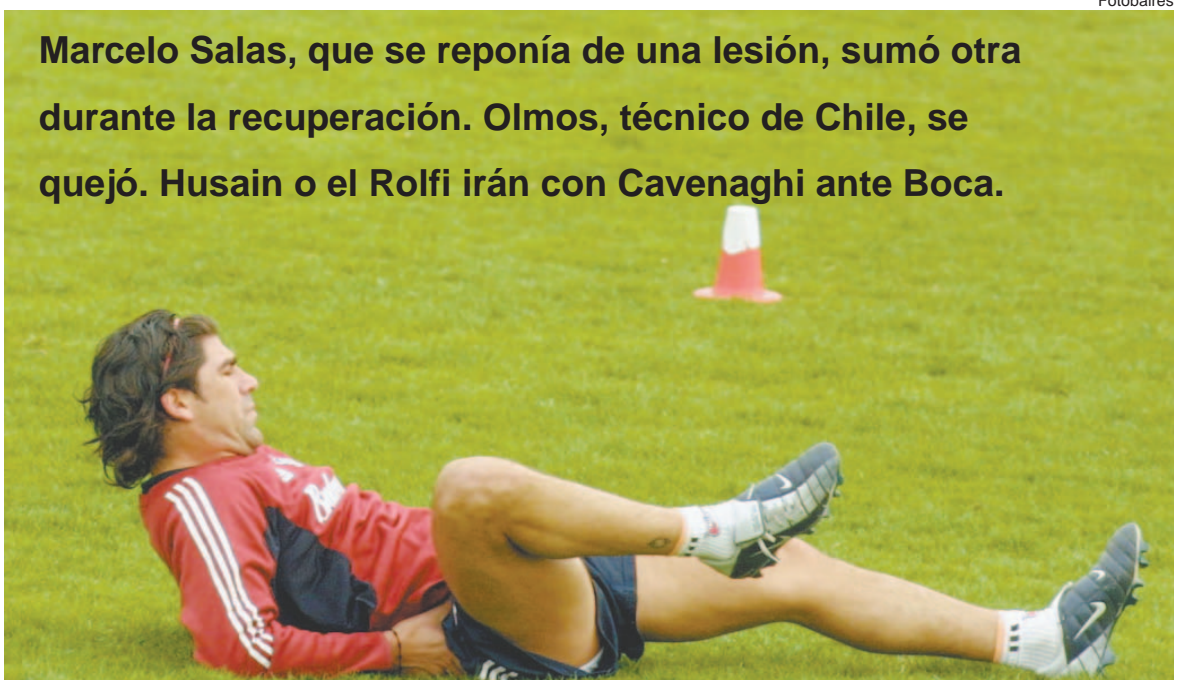 Fotobaires
Marcelo Salas, que se reponía de una lesión, sumó otra
durante la recuperación. Olmos, técnico de Chile, se
quejó. Husain o el Rolfi irán con Cavenaghi ante Boca.